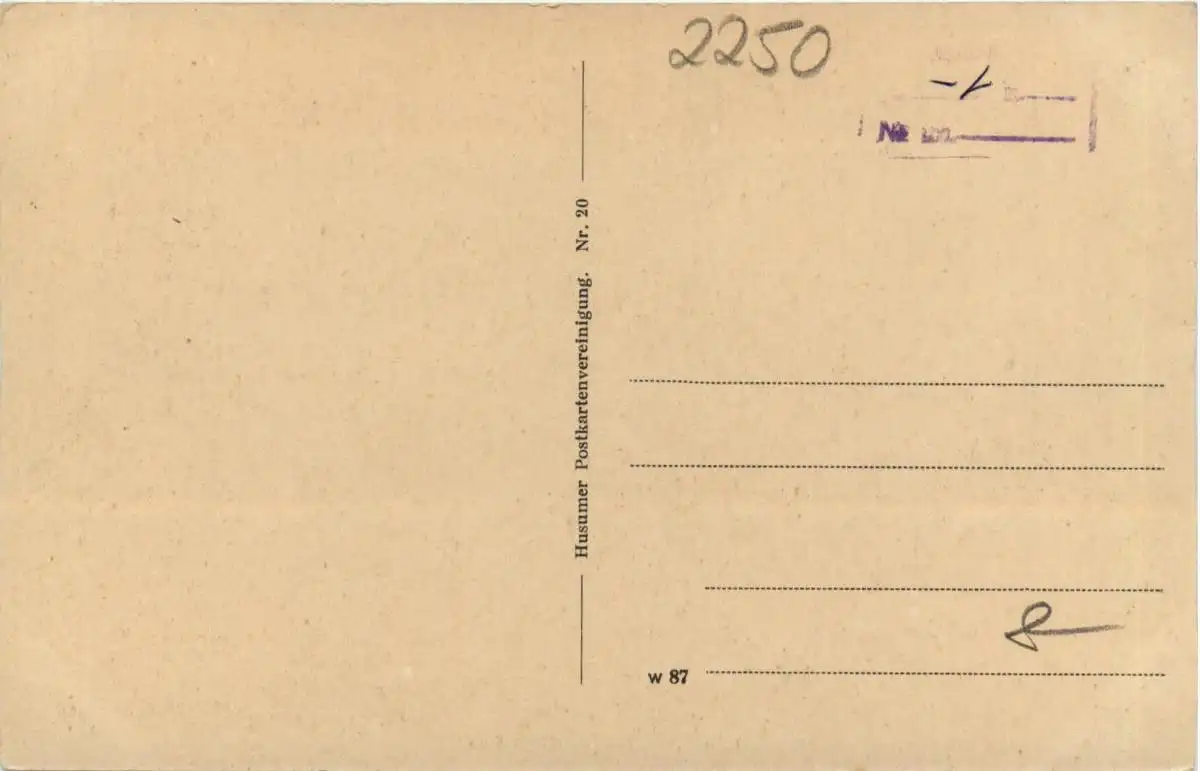 2250
-1
№
Husumer Postkartenvereinigung. Nr. 20
w 87